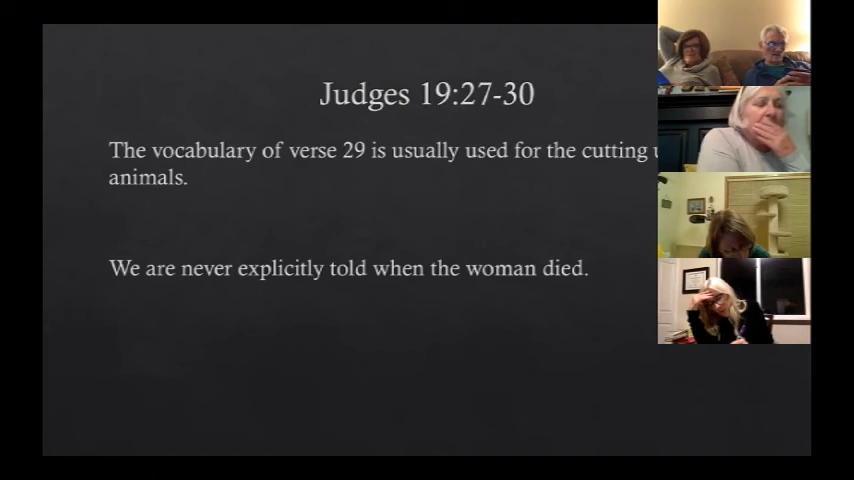 Judges 19:27-30
The vocabulary of verse 29 is usually used for the cutting
animals.
We are never explicitly told when the woman died.